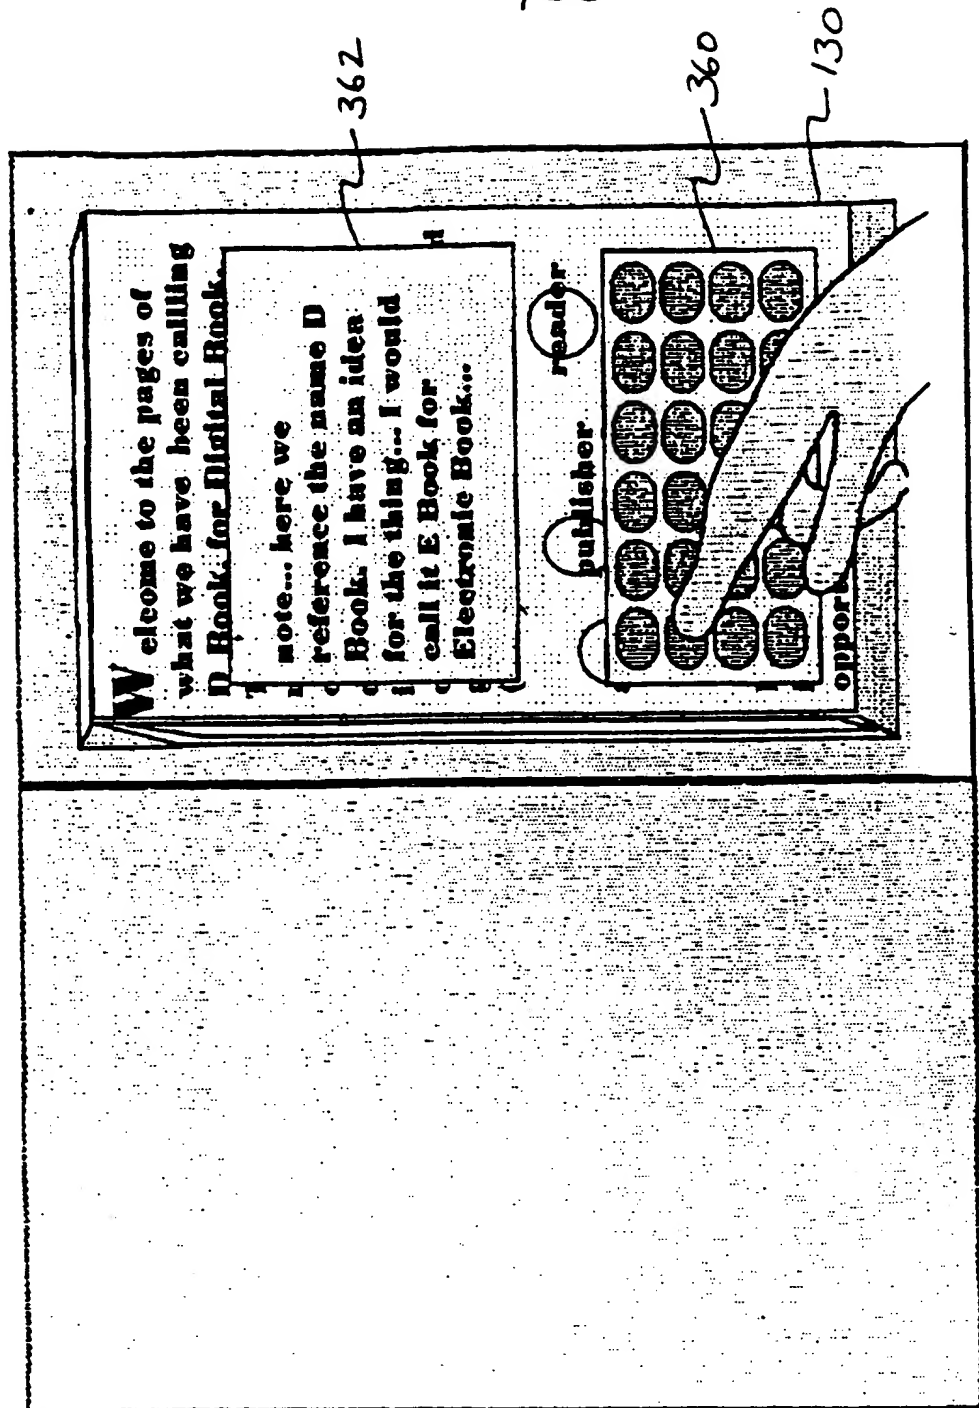 Welcome to the pages of
what we have been calling
D Book, for Digital Book.
note... here we
reference the name D
Book. I have an idea
for the thing... I would
call it E Book for
Electronic Book...
publisher
reader
362
360
130